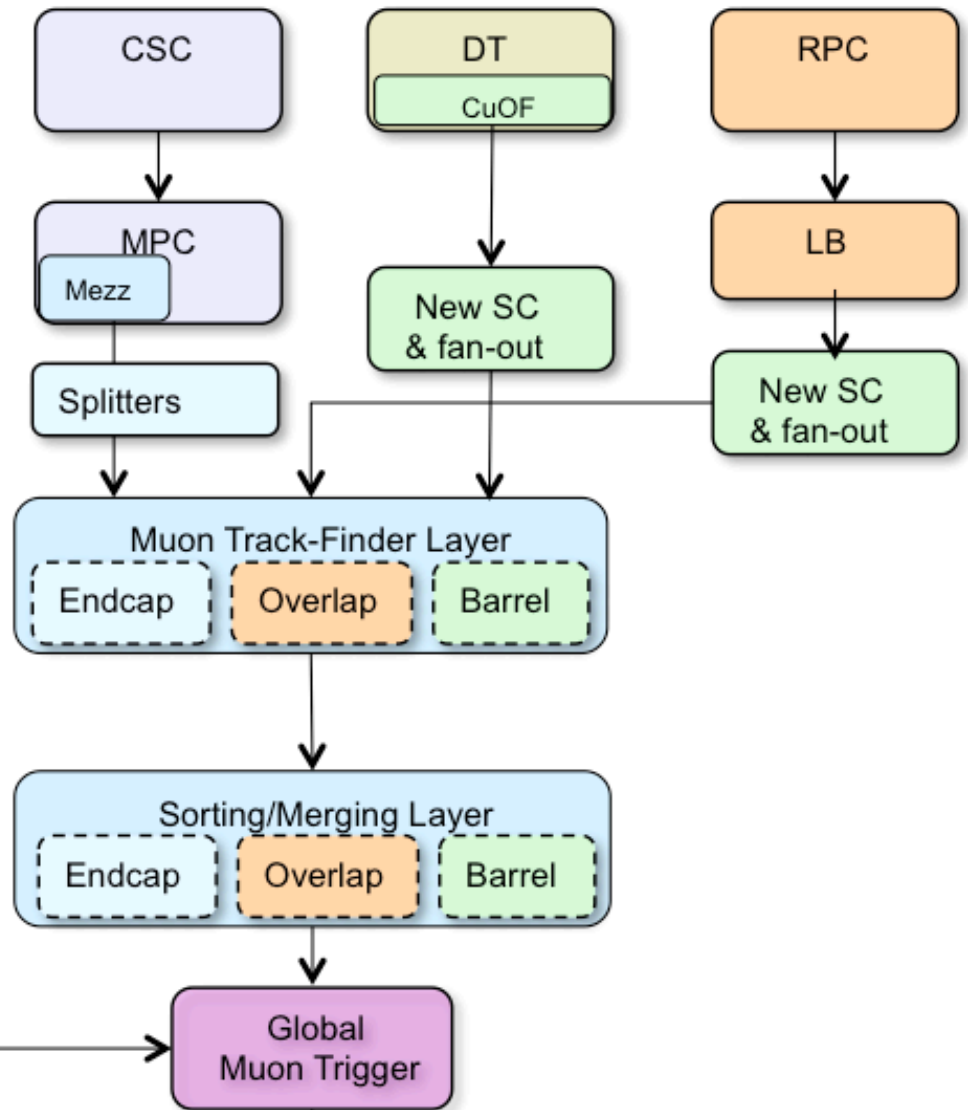 CSC
DT
RPC
CuOF
MPC
LB
Mezz
New SC
& fan-out
Splitters
New SC
& fan-out
Muon Track-Finder Layer
Endcap
Overlap
Barrel
Sorting/Merging Layer
Endcap
Overlap
Barrel
Global
Muon Trigger